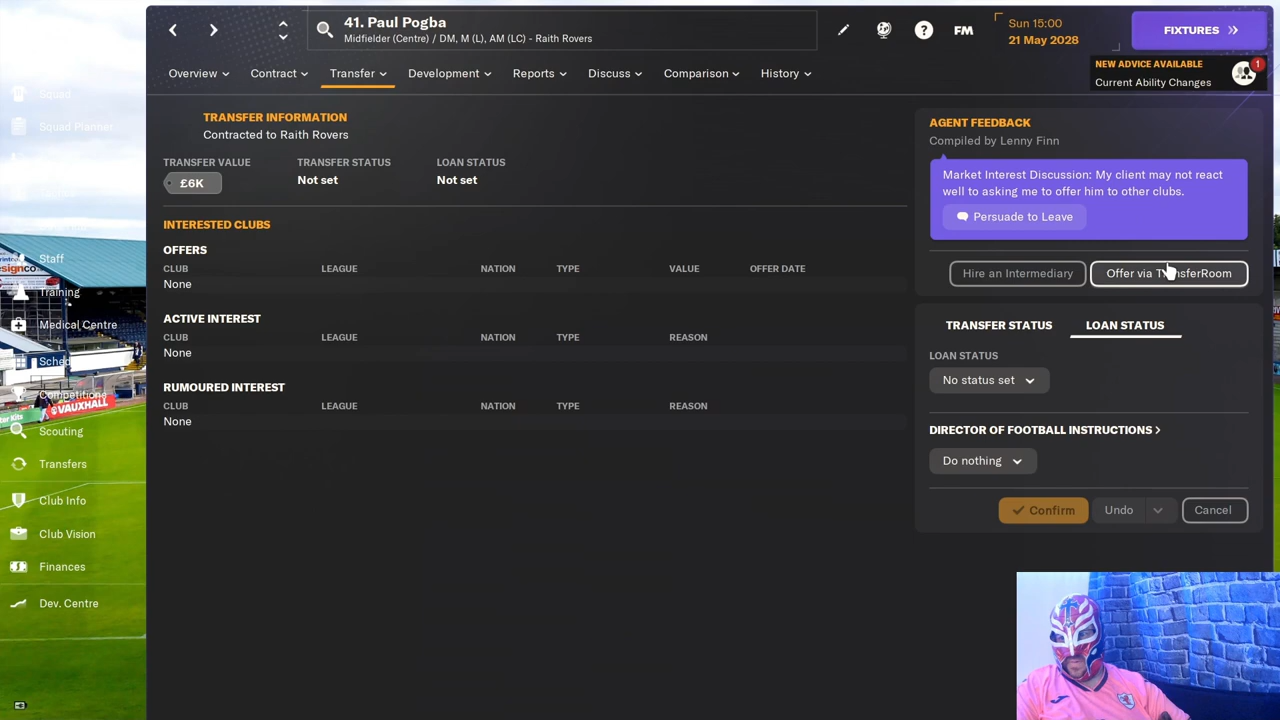 41. Paul Pogba
Midfielder (Centre) / DM, M (L), AM (LC) - Raith Rovers
FM
Sun 15:00
21 May 2028
FIXTURES
Overview
Contract
Transfer
Development
Reports
Discuss
Comparison
History
NEW ADVICE AVAILABLE
Current Ability Changes
1
Squad
Squad Planner
Staff
Training
Medical Centre
Sched
Competitions
Scouting
Transfers
Club Info
Club Vision
Finances
Dev. Centre
VAUXHALL
TRANSFER INFORMATION
Contracted to Raith Rovers
TRANSFER VALUE
TRANSFER STATUS
LOAN STATUS
£6K
Not set
Not set
INTERESTED CLUBS
OFFERS
CLUB LEAGUE NATION TYPE VALUE OFFER DATE
None
ACTIVE INTEREST
CLUB LEAGUE NATION TYPE REASON
None
RUMOURED INTEREST
CLUB LEAGUE NATION TYPE REASON
None
AGENT FEEDBACK
Compiled by Lenny Finn
Market Interest Discussion: My client may not react
well to asking me to offer him to other clubs.
Persuade to Leave
Hire an Intermediary
Offer via TransferRoom
TRANSFER STATUS
LOAN STATUS
LOAN STATUS
No status set
DIRECTOR OF FOOTBALL INSTRUCTIONS >
Do nothing
Confirm
Undo
Cancel